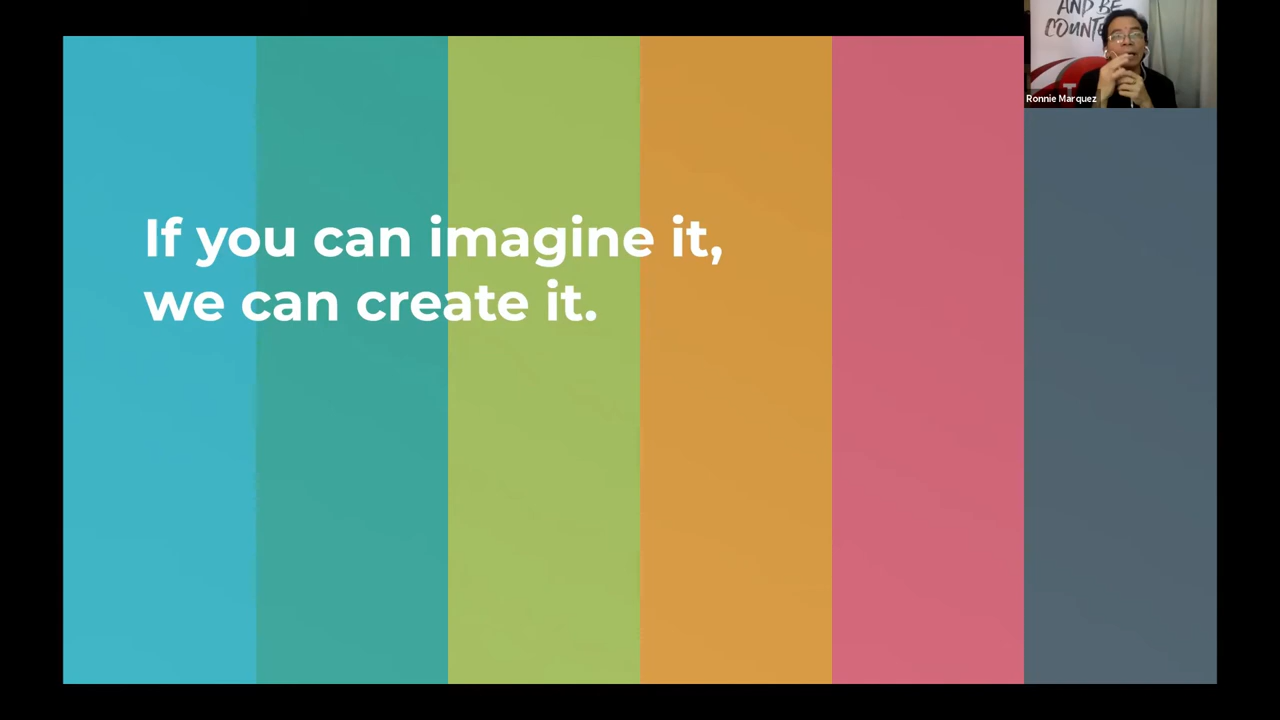 If you can imagine it,
we can create it.
AND BE
COUNTE
Ronnie Marquez